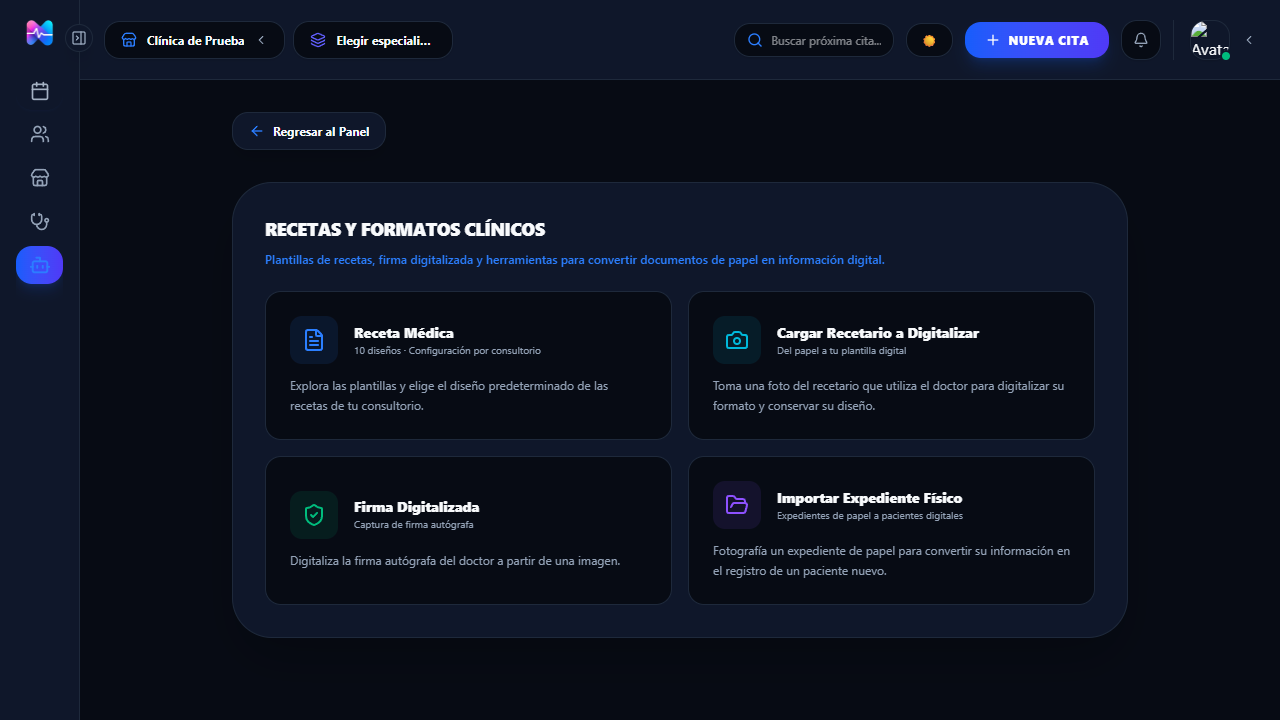 Clínica de Prueba
Elegir especiali...
Buscar próxima cita...
NUEVA CITA
Avata
Regresar al Panel
RECETAS Y FORMATOS CLÍNICOS
Plantillas de recetas, firma digitalizada y herramientas para convertir documentos de papel en información digital.
Receta Médica
10 diseños · Configuración por consultorio
Explora las plantillas y elige el diseño predeterminado de las
recetas de tu consultorio.
Cargar Recetario a Digitalizar
Del papel a tu plantilla digital
Toma una foto del recetario que utiliza el doctor para digitalizar su
formato y conservar su diseño.
Firma Digitalizada
Captura de firma autógrafa
Digitaliza la firma autógrafa del doctor a partir de una imagen.
Importar Expediente Físico
Expedientes de papel a pacientes digitales
Fotografía un expediente de papel para convertir su información en
el registro de un paciente nuevo.